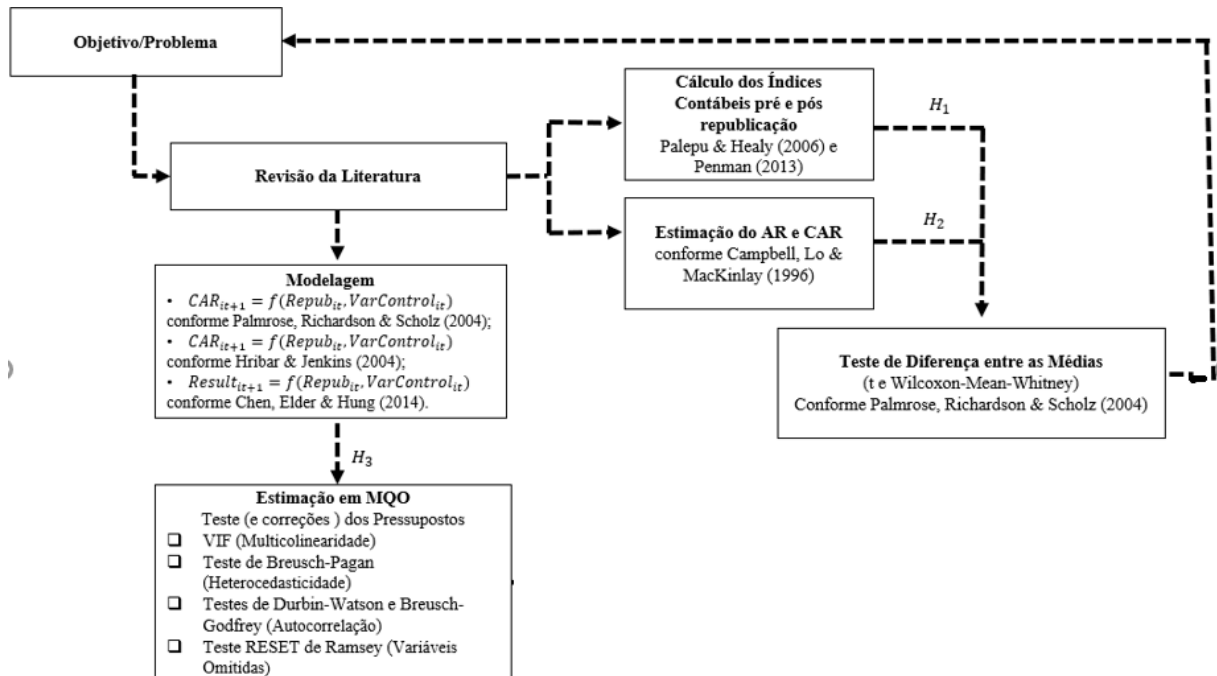 Objetivo/Problema
Revisão da Literatura
Cálculo dos Índices
Contábeis pré e pós
republicação
Palepu & Healy (2006) e
Penman (2013)
H₁
Estimação do AR e CAR
conforme Campbell, Lo &
MacKinlay (1996)
H₂
Modelagem
• CARᵢₜ₊₁ = f(Repubᵢₜ, VarControlᵢₜ)
conforme Palmrose, Richardson & Scholz (2004);
• CARᵢₜ₊₁ = f(Repubᵢₜ, VarControlᵢₜ)
conforme Hribar & Jenkins (2004);
• Resultᵢₜ₊₁ = f(Repubᵢₜ, VarControlᵢₜ)
conforme Chen, Elder & Hung (2014).
Teste de Diferença entre as Médias
(t e Wilcoxon-Mean-Whitney)
Conforme Palmrose, Richardson & Scholz (2004)
H₃
Estimação em MQO
Teste (e correções ) dos Pressupostos
❑ VIF (Multicolinearidade)
❑ Teste de Breusch-Pagan
(Heterocedasticidade)
❑ Testes de Durbin-Watson e Breusch-
Godfrey (Autocorrelação)
❑ Teste RESET de Ramsey (Variáveis
Omitidas)